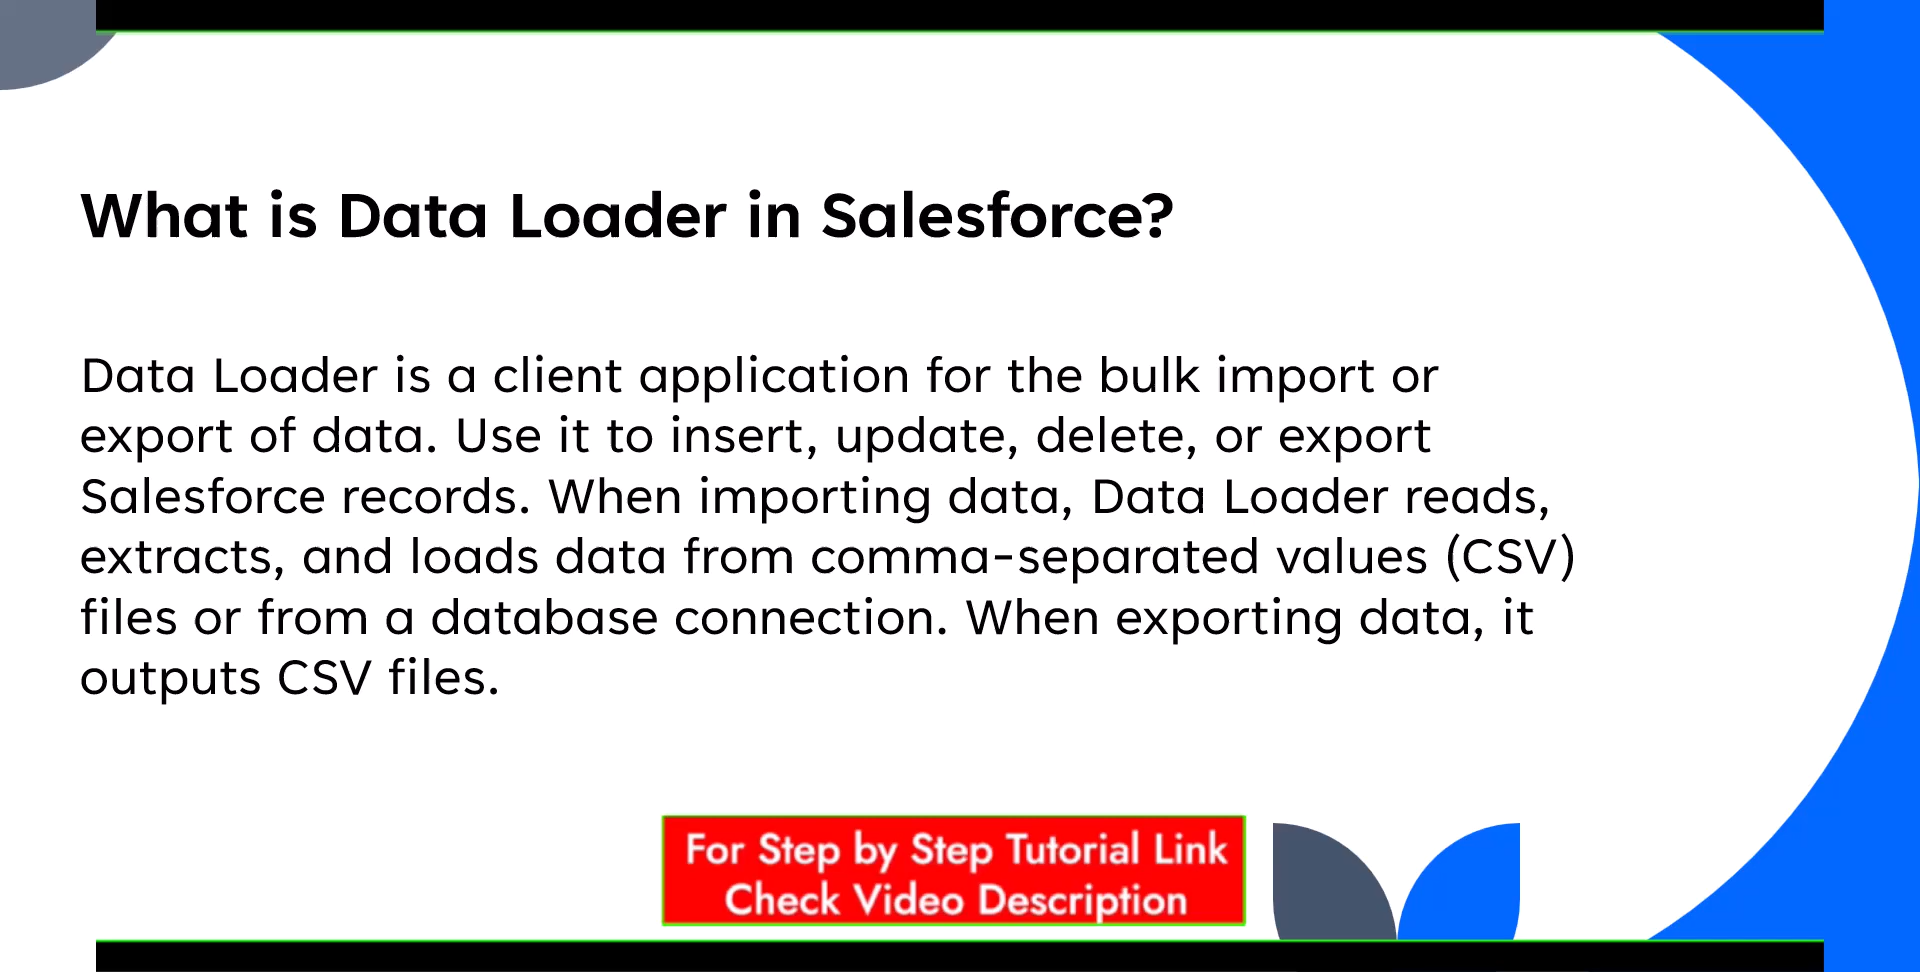 What is Data Loader in Salesforce?
Data Loader is a client application for the bulk import or
export of data. Use it to insert, update, delete, or export
Salesforce records. When importing data, Data Loader reads,
extracts, and loads data from comma-separated values (CSV)
files or from a database connection. When exporting data, it
outputs CSV files.
For Step by Step Tutorial Link
Check Video Description